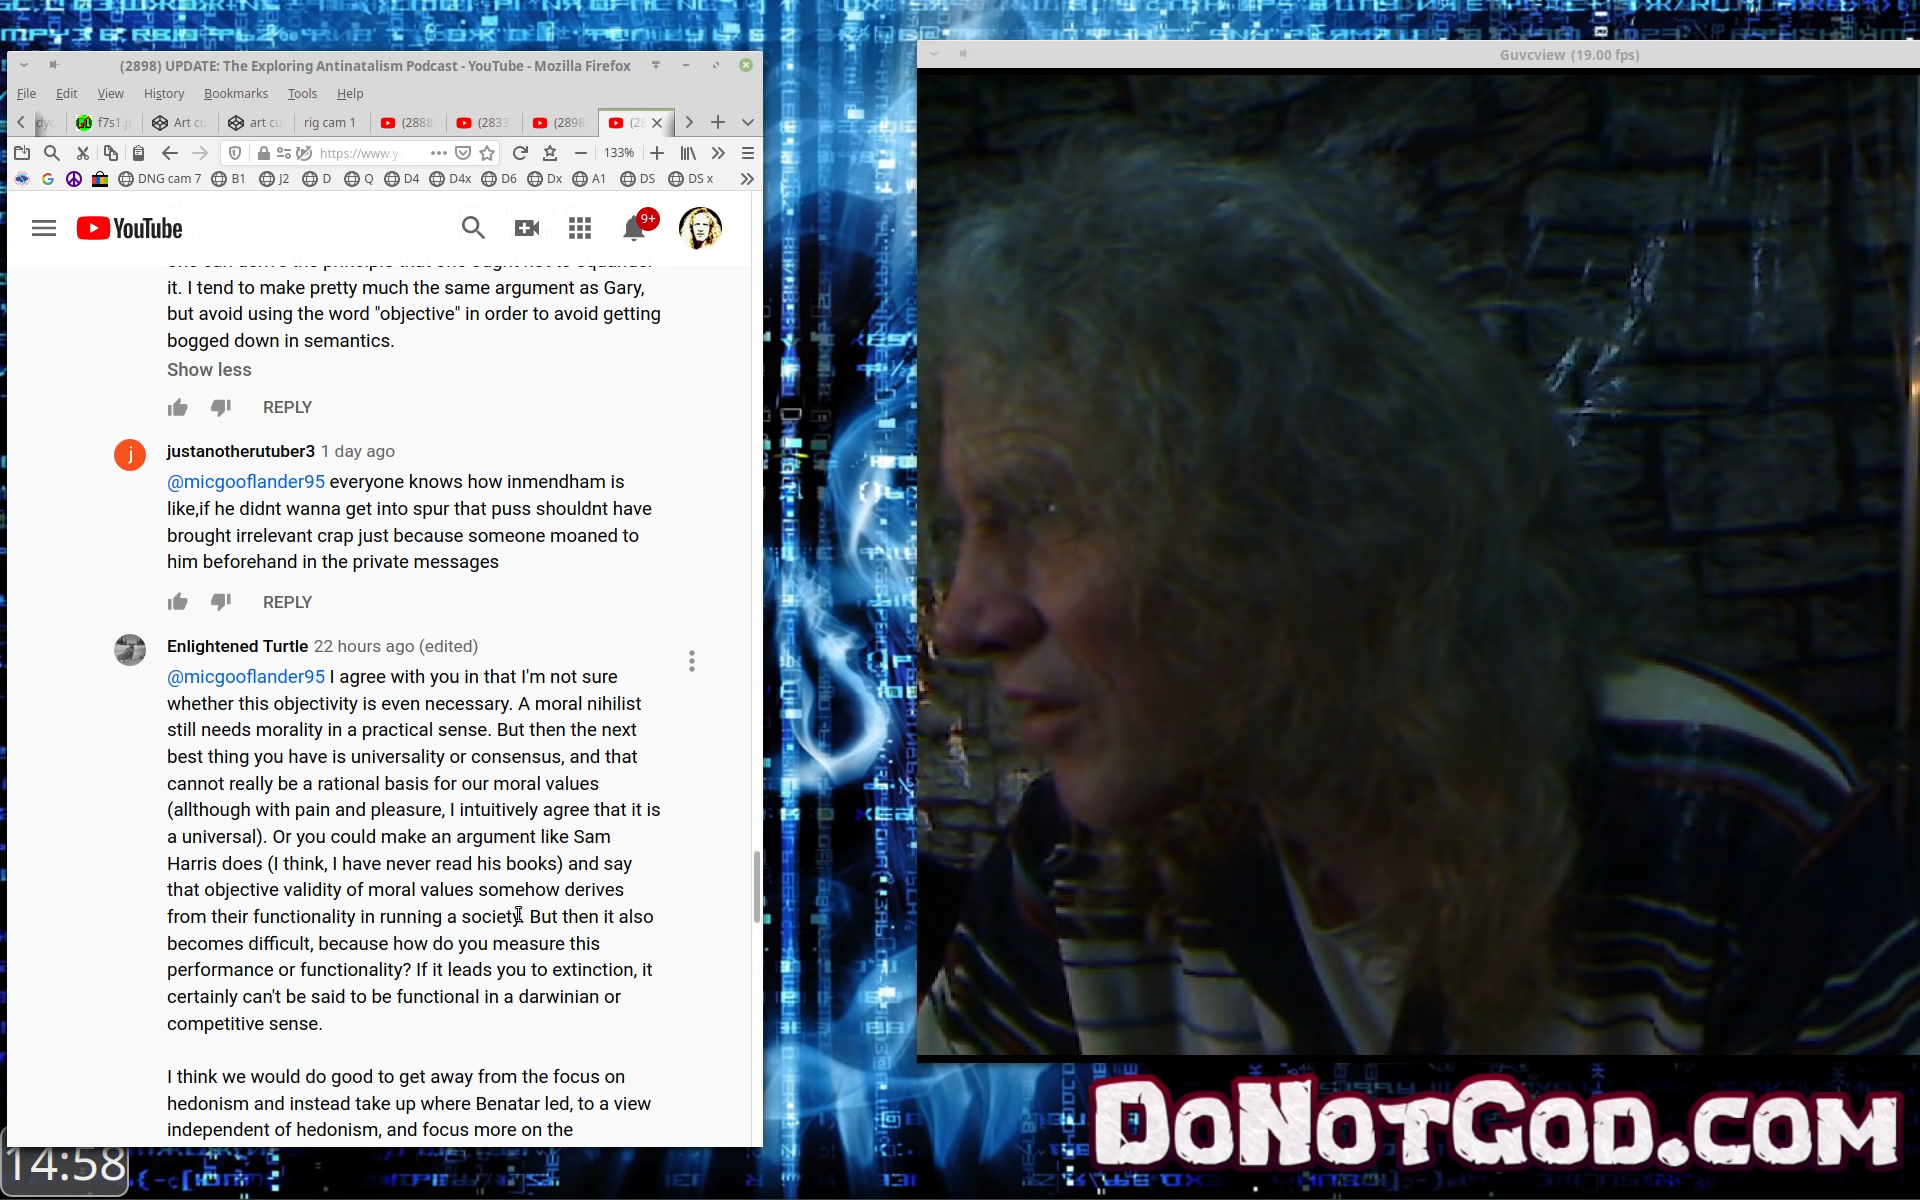 (2898) UPDATE: The Exploring Antinatalism Podcast - YouTube - Mozilla Firefox
File Edit View History Bookmarks Tools Help
f7s1.j Art cu art cu rig cam 1 (2888 (2833 (2898 (28
https://www.y 133%
DNG cam 7 B1 J2 D Q D4 D4x D6 Dx A1 DS DS x
YouTube 9+
it. I tend to make pretty much the same argument as Gary,
but avoid using the word "objective" in order to avoid getting
bogged down in semantics.
Show less
REPLY
j justanotherutuber3 1 day ago
@micgooflander95 everyone knows how inmendham is
like,if he didnt wanna get into spur that puss shouldnt have
brought irrelevant crap just because someone moaned to
him beforehand in the private messages
REPLY
Enlightened Turtle 22 hours ago (edited)
@micgooflander95 I agree with you in that I'm not sure
whether this objectivity is even necessary. A moral nihilist
still needs morality in a practical sense. But then the next
best thing you have is universality or consensus, and that
cannot really be a rational basis for our moral values
(allthough with pain and pleasure, I intuitively agree that it is
a universal). Or you could make an argument like Sam
Harris does (I think, I have never read his books) and say
that objective validity of moral values somehow derives
from their functionality in running a society. But then it also
becomes difficult, because how do you measure this
performance or functionality? If it leads you to extinction, it
certainly can't be said to be functional in a darwinian or
competitive sense.
I think we would do good to get away from the focus on
hedonism and instead take up where Benatar led, to a view
independent of hedonism, and focus more on the
14:58
Guvcview (19.00 fps)
DoNotGod.com